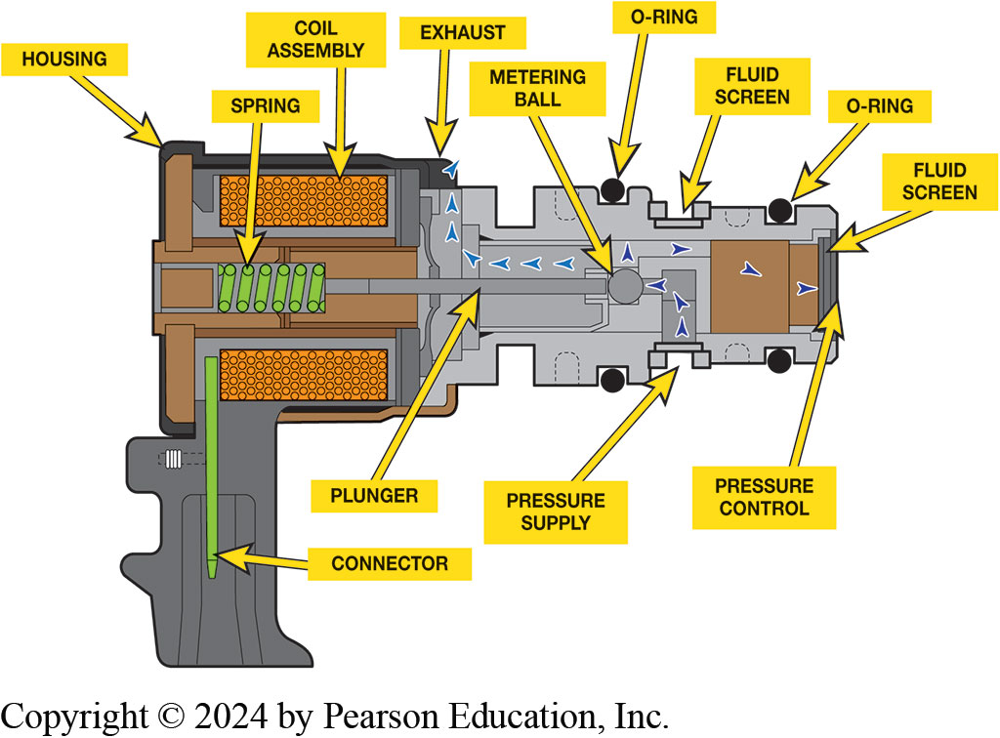 HOUSING
COIL
ASSEMBLY
EXHAUST
O-RING
SPRING
METERING
BALL
FLUID
SCREEN
O-RING
FLUID
SCREEN
PLUNGER
PRESSURE
SUPPLY
PRESSURE
CONTROL
CONNECTOR
Copyright © 2024 by Pearson Education, Inc.